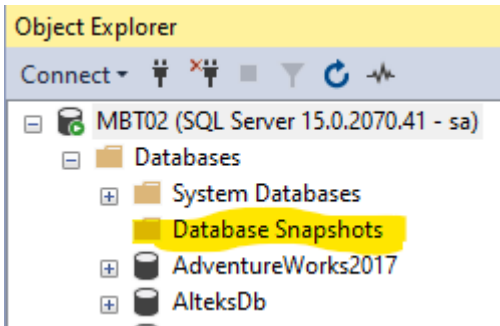 Object Explorer
Connect
MBT02 (SQL Server 15.0.2070.41 - sa)
Databases
System Databases
Database Snapshots
AdventureWorks2017
AlteksDb